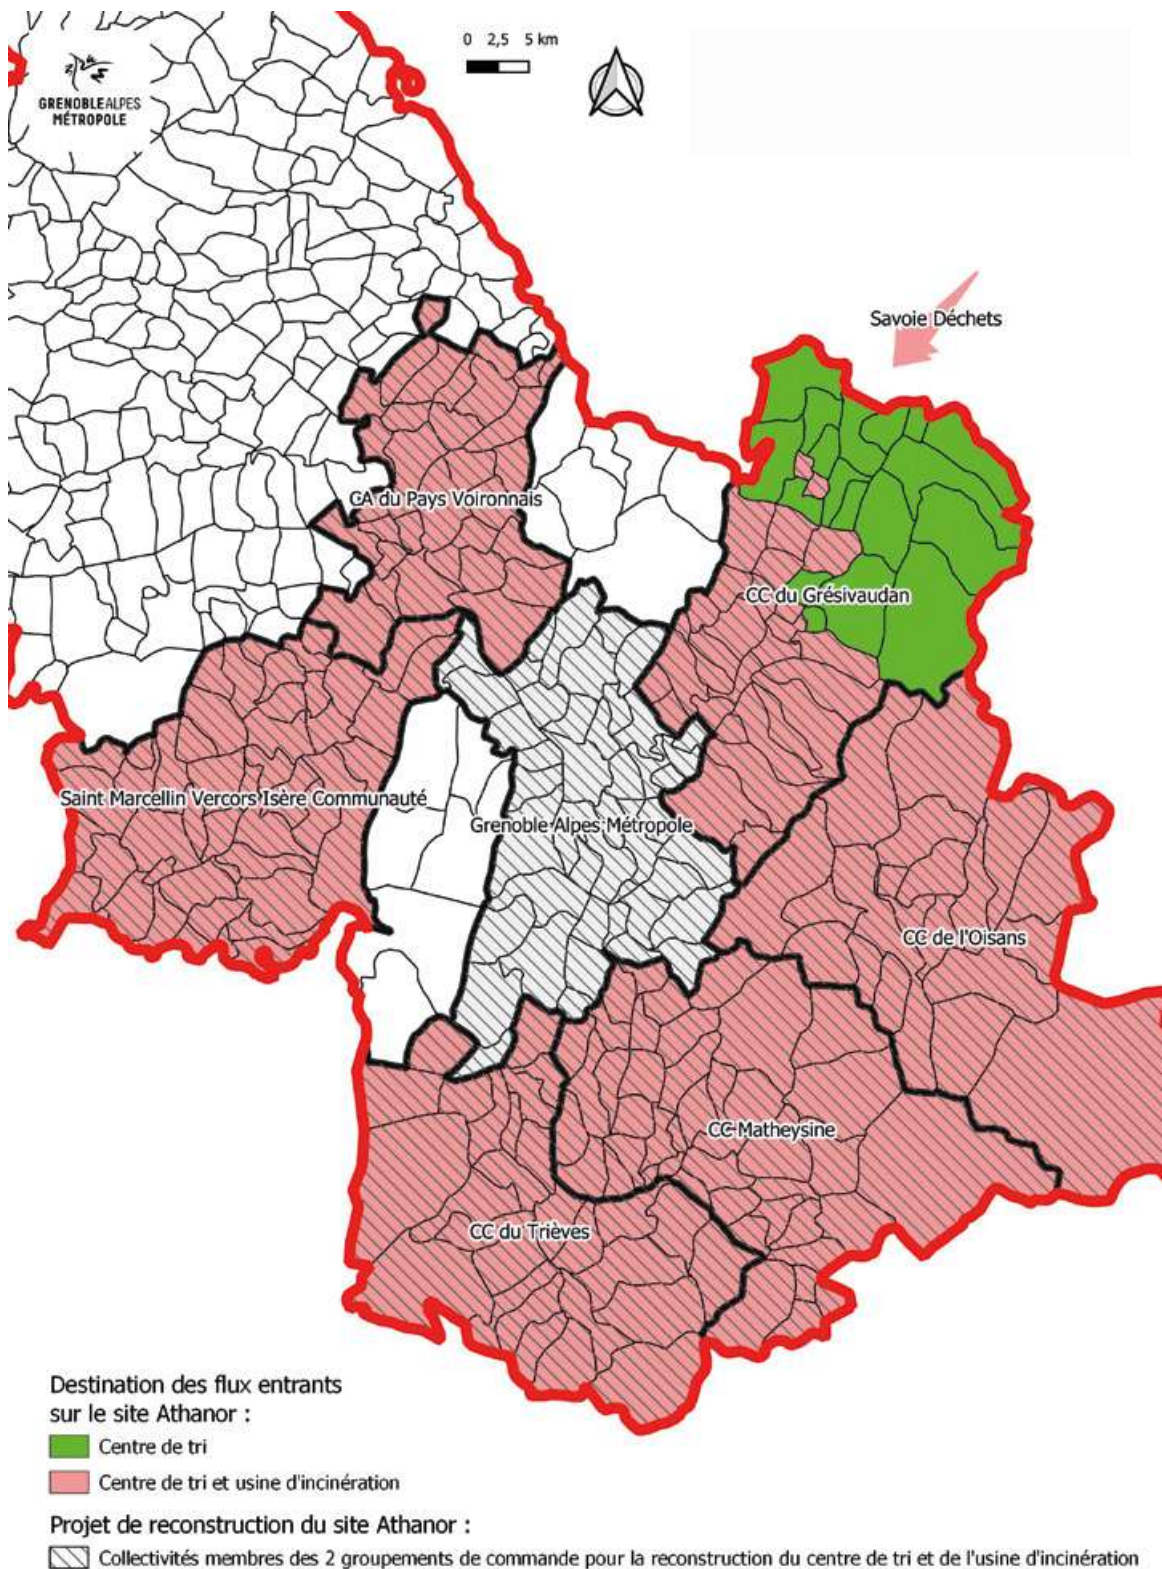 0 2,5 5 km
GRENOBLEALPES
MÉTROPOLE
Savoie Déchets
CA du Pays Voironnais
CC du Grésivaudan
Saint Marcellin Vercors Isère Communauté
Grenoble Alpes Métropole
CC de l'Oisans
CC Matheysine
CC du Trièves
Destination des flux entrants
sur le site Athanor :
Centre de tri
Centre de tri et usine d'incinération
Projet de reconstruction du site Athanor :
Collectivités membres des 2 groupements de commande pour la reconstruction du centre de tri et de l'usine d'incinération